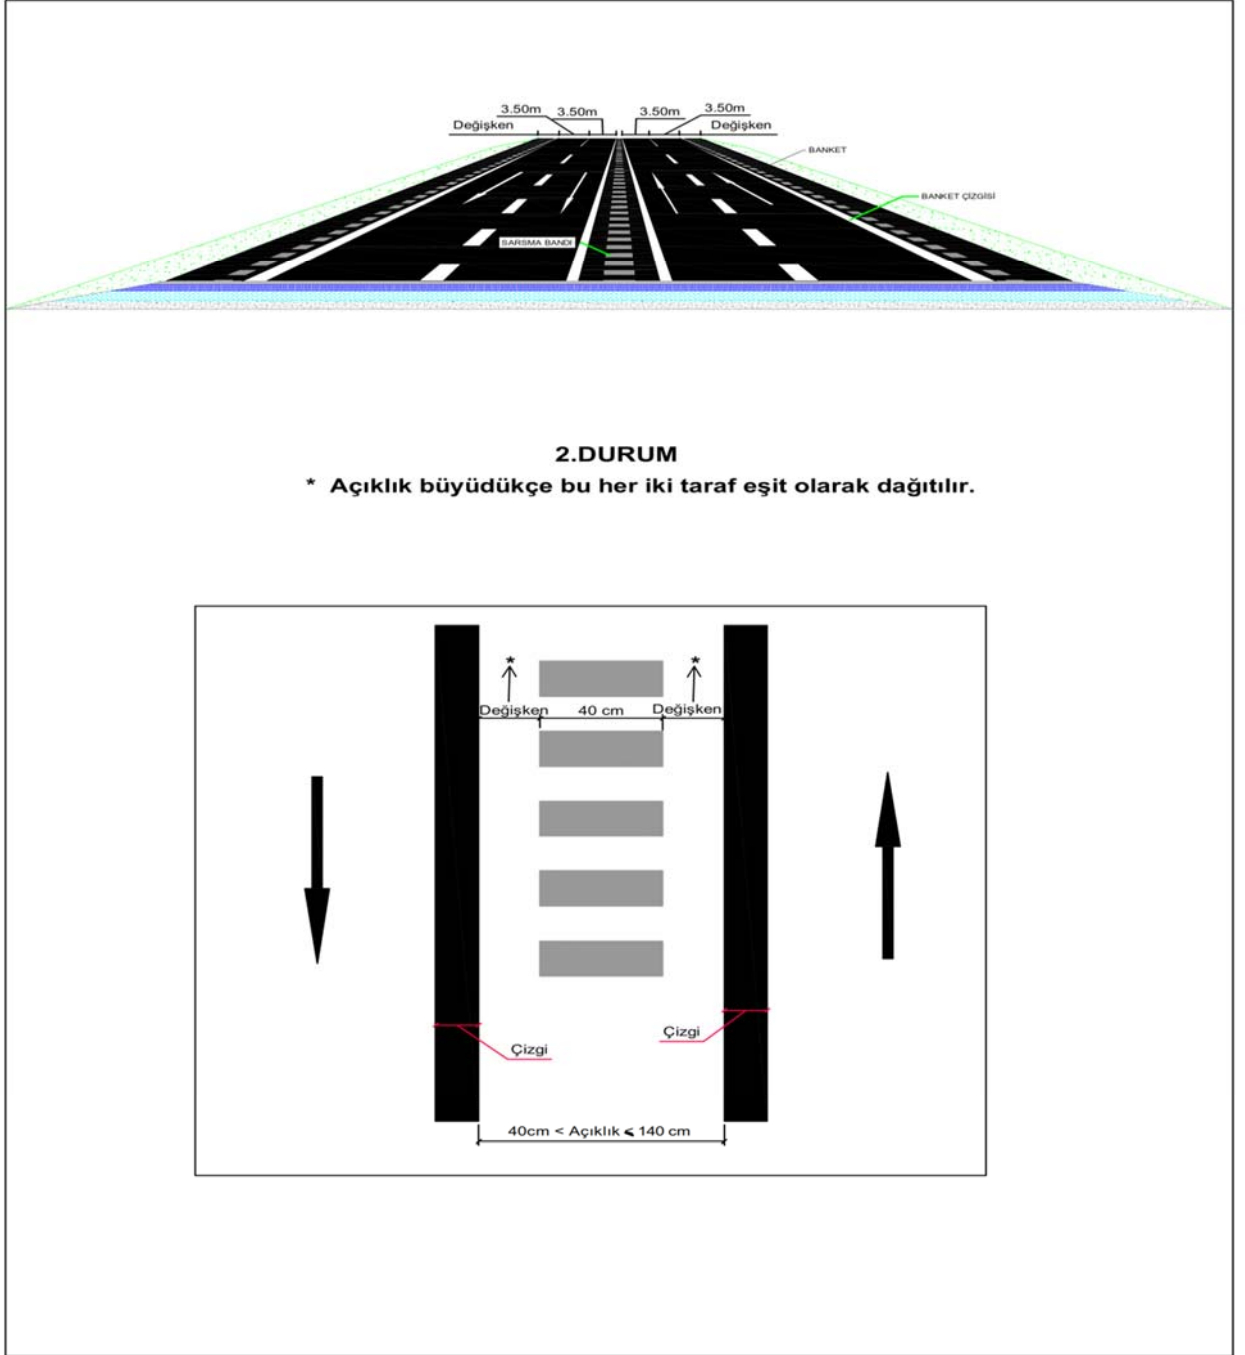 3.50m 3.50m 3.50m 3.50m
Değişken Değişken
BANKET
BANKET ÇİZGİSİ
SARSMA BANDI
2.DURUM
* Açıklık büyüdükçe bu her iki taraf eşit olarak dağıtılır.
* *
Değişken 40 cm Değişken
Çizgi
Çizgi
40cm < Açıklık ⩽ 140 cm